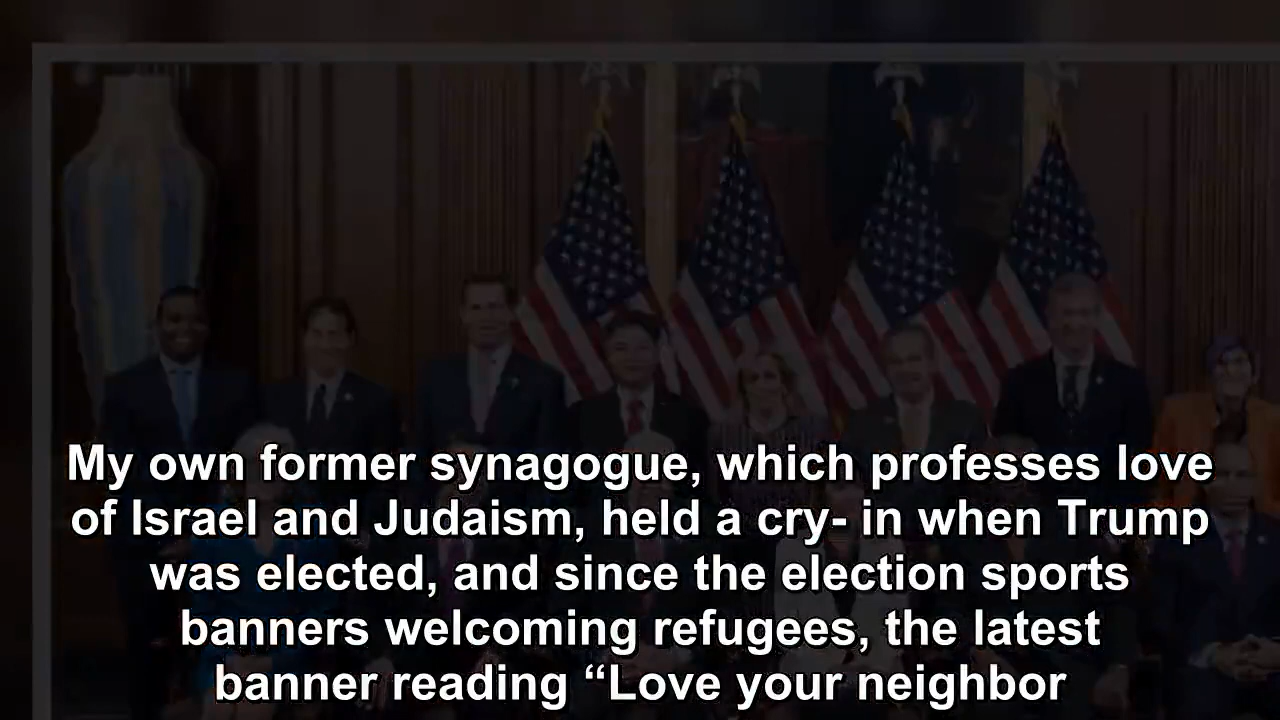 My own former synagogue, which professes love
of Israel and Judaism, held a cry- in when Trump
was elected, and since the election sports
banners welcoming refugees, the latest
banner reading “Love your neighbor